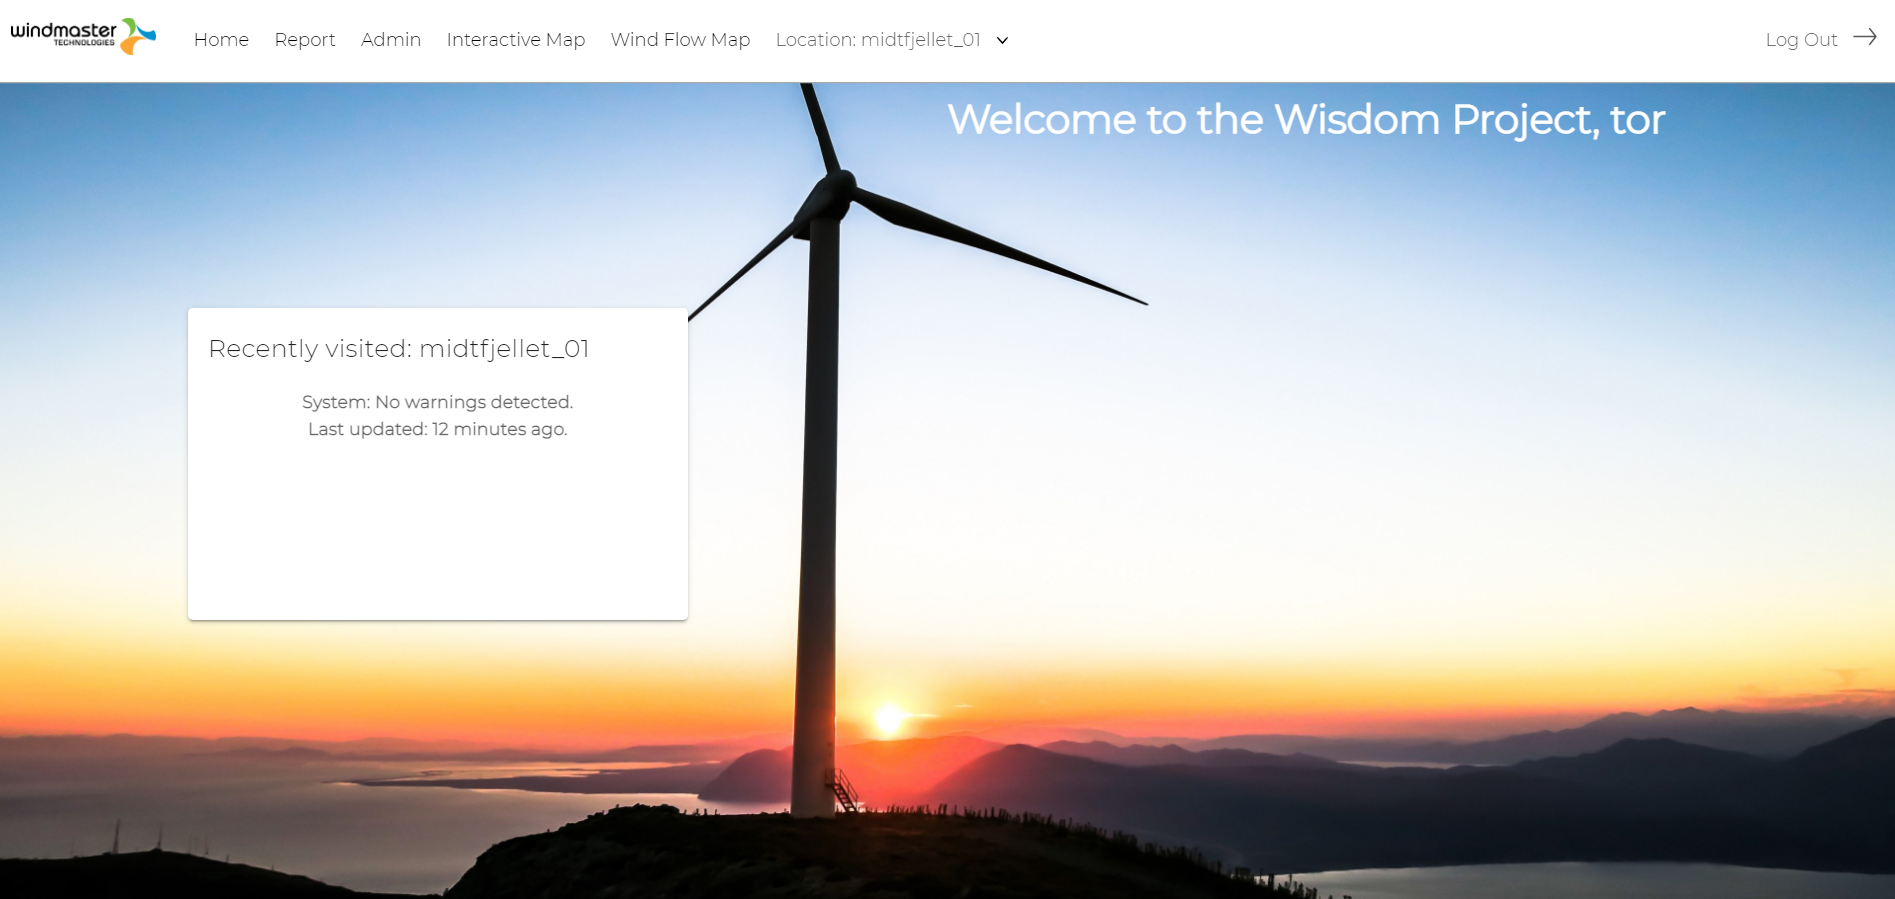 windmaster
TECHNOLOGIES
Home Report Admin Interactive Map Wind Flow Map Location: midtfjellet_01 Log Out
Welcome to the Wisdom Project, tor
Recently visited: midtfjellet_01
System: No warnings detected.
Last updated: 12 minutes ago.